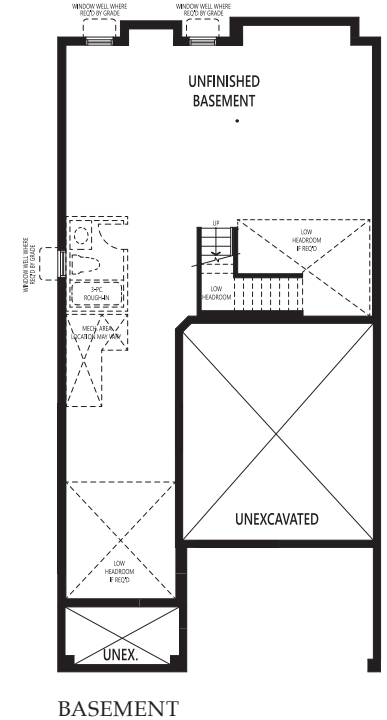 WINDOW WELL WHERE
REQ'D BY GRADE
WINDOW WELL WHERE
REQ'D BY GRADE
UNFINISHED
BASEMENT
UP
LOW
HEADROOM
IF REQ'D
WINDOW WELL WHERE
REQ'D BY GRADE
LOW
HEADROOM
3-PC.
ROUGH-IN
MECH. AREA
LOCATION MAY VARY
UNEXCAVATED
LOW
HEADROOM
IF REQ'D
UNEX.
BASEMENT